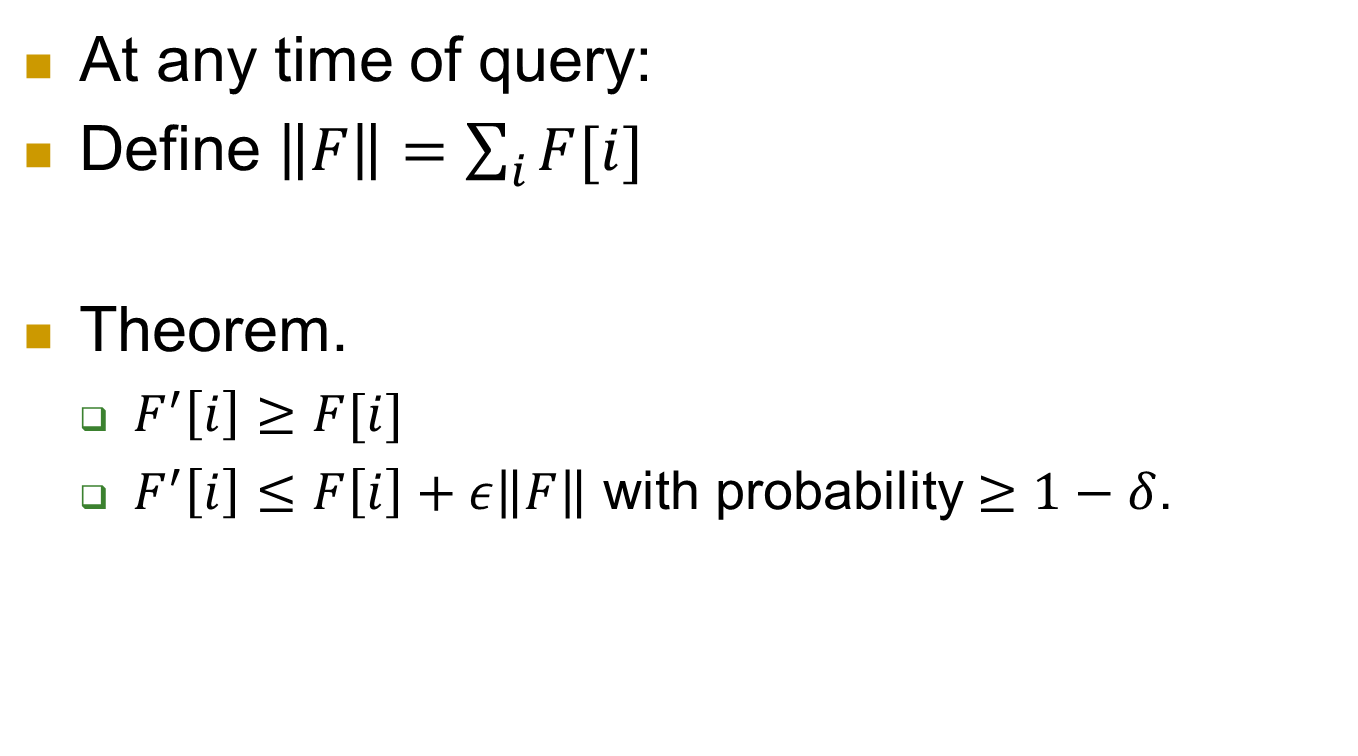 At any time of query:
Define ‖𝐹‖ = ∑ᵢ 𝐹[𝑖]
Theorem.
𝐹′[𝑖] ≥ 𝐹[𝑖]
𝐹′[𝑖] ≤ 𝐹[𝑖] + 𝜖‖𝐹‖ with probability ≥ 1 − 𝛿.